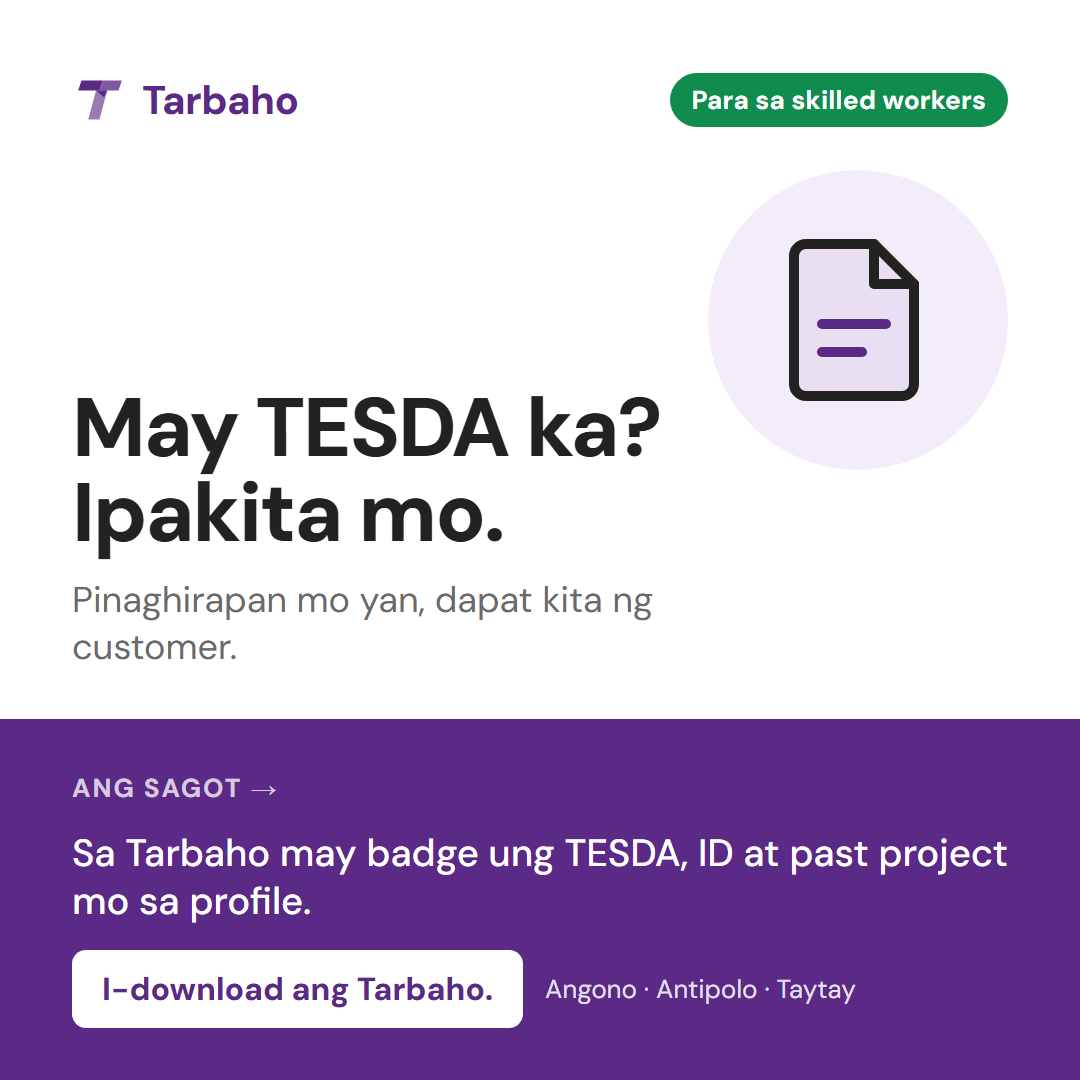 Tarbaho
Para sa skilled workers
May TESDA ka?
Ipakita mo.
Pinaghirapan mo yan, dapat kita ng
customer.
ANG SAGOT →
Sa Tarbaho may badge ung TESDA, ID at past project
mo sa profile.
I-download ang Tarbaho.
Angono · Antipolo · Taytay